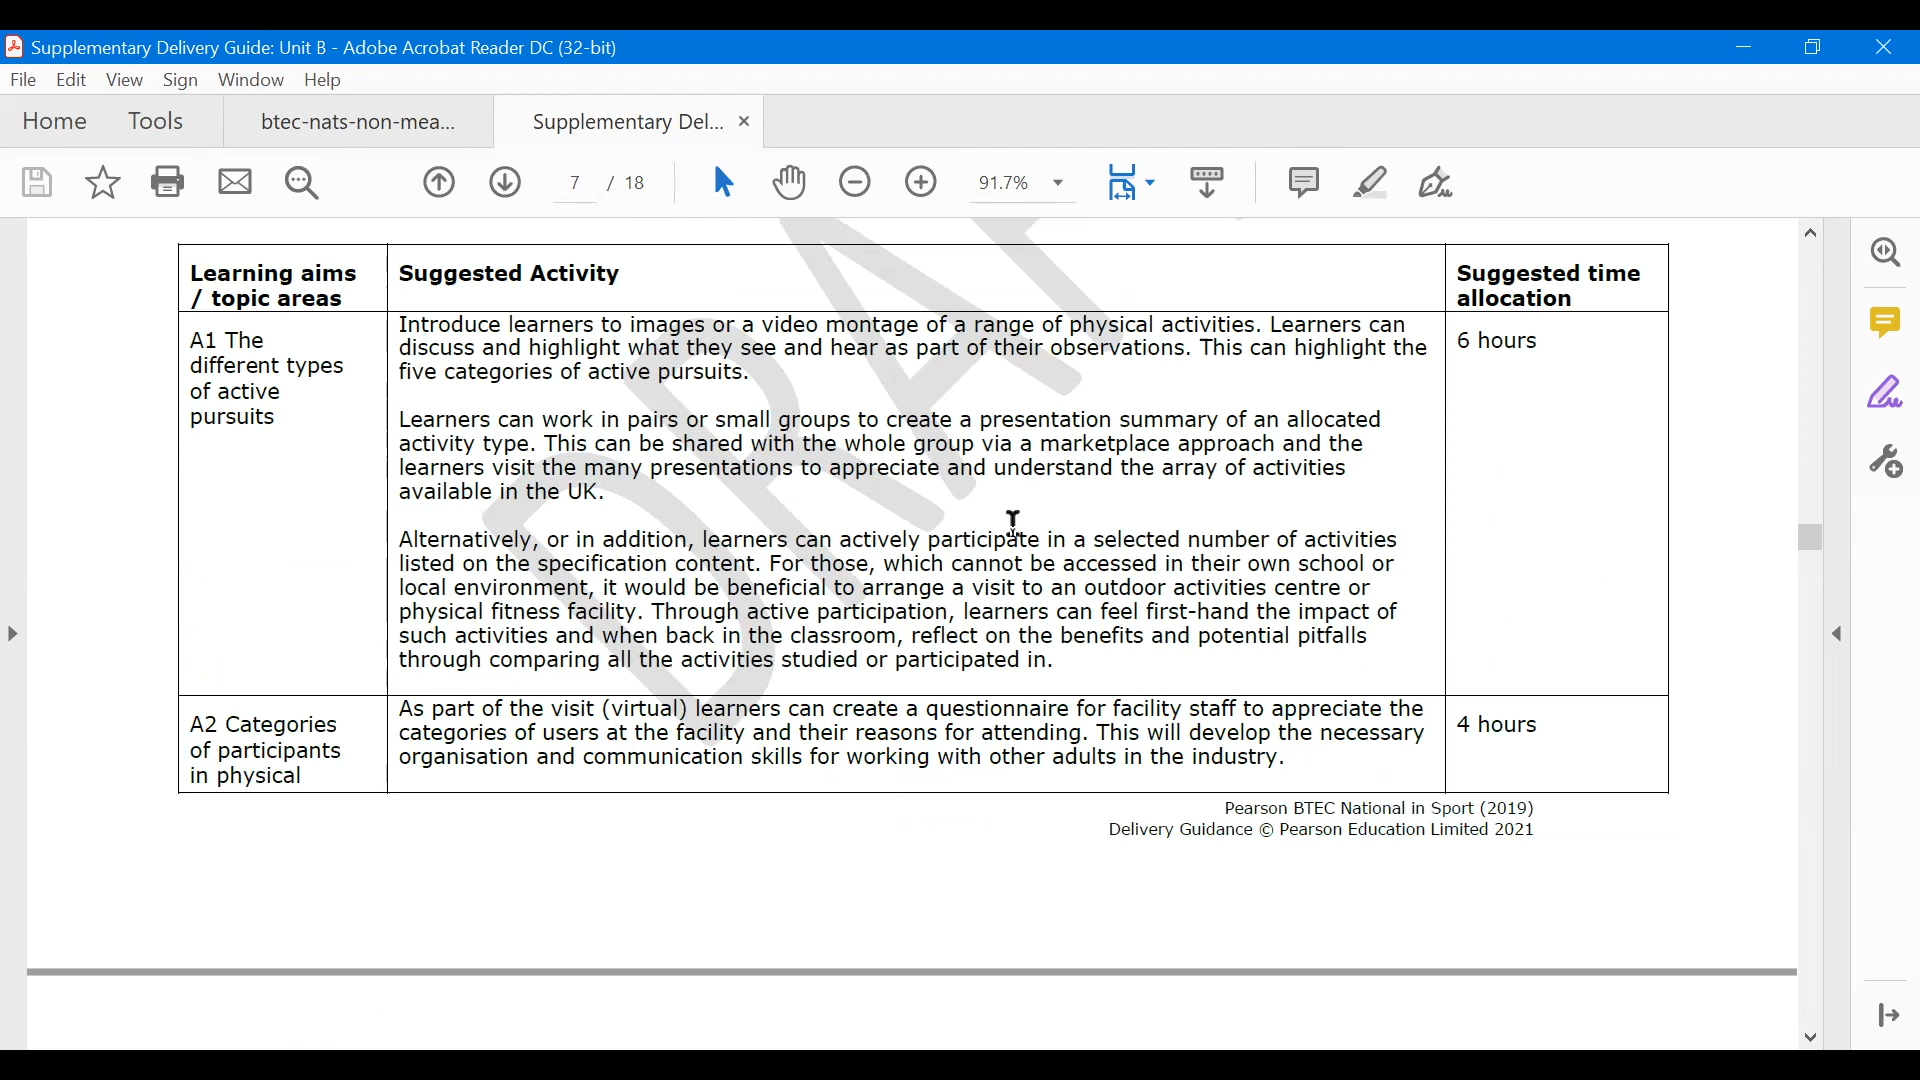 Supplementary Delivery Guide: Unit B - Adobe Acrobat Reader DC (32-bit)
File Edit View Sign Window Help
Home Tools btec-nats-non-mea... Supplementary Del... ×
7 / 18 91.7%
Learning aims / topic areas
Suggested Activity
Suggested time allocation
A1 The
different types
of active
pursuits
Introduce learners to images or a video montage of a range of physical activities. Learners can
discuss and highlight what they see and hear as part of their observations. This can highlight the
five categories of active pursuits.
Learners can work in pairs or small groups to create a presentation summary of an allocated
activity type. This can be shared with the whole group via a marketplace approach and the
learners visit the many presentations to appreciate and understand the array of activities
available in the UK.
Alternatively, or in addition, learners can actively participate in a selected number of activities
listed on the specification content. For those, which cannot be accessed in their own school or
local environment, it would be beneficial to arrange a visit to an outdoor activities centre or
physical fitness facility. Through active participation, learners can feel first-hand the impact of
such activities and when back in the classroom, reflect on the benefits and potential pitfalls
through comparing all the activities studied or participated in.
6 hours
A2 Categories
of participants
in physical
As part of the visit (virtual) learners can create a questionnaire for facility staff to appreciate the
categories of users at the facility and their reasons for attending. This will develop the necessary
organisation and communication skills for working with other adults in the industry.
4 hours
Pearson BTEC National in Sport (2019)
Delivery Guidance © Pearson Education Limited 2021